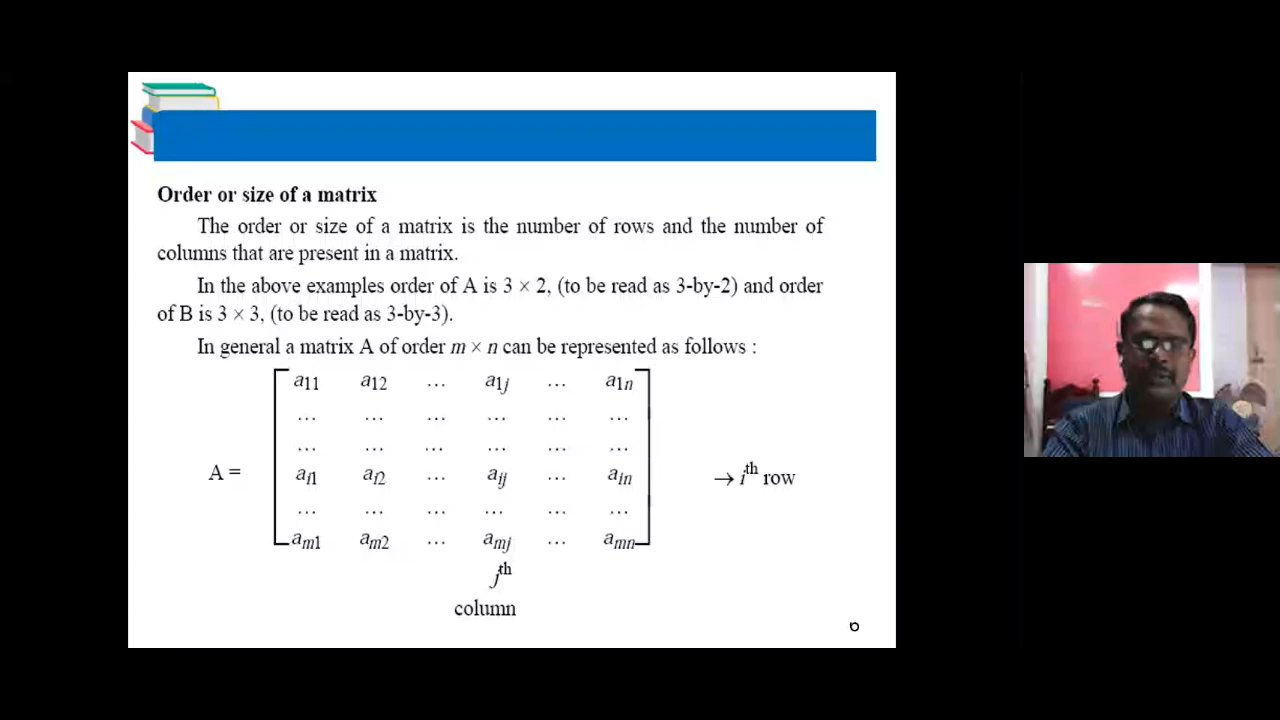 Order or size of a matrix
The order or size of a matrix is the number of rows and the number of
columns that are present in a matrix.
In the above examples order of A is 3 × 2, (to be read as 3-by-2) and order
of B is 3 × 3, (to be read as 3-by-3).
In general a matrix A of order m × n can be represented as follows :
a11 a12 ... a1j ... a1n
... ... ... ... ... ...
... ... ... ... ... ...
A = ai1 ai2 ... aij ... ain → ith row
... ... ... ... ... ...
am1 am2 ... amj ... amn
jth
column
6